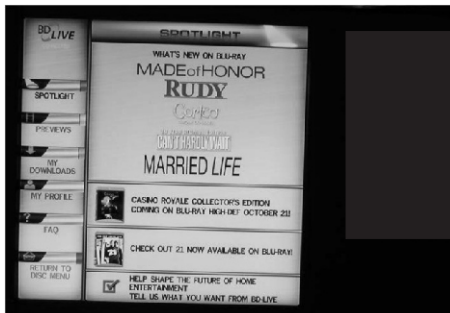 BD LIVE
SPOTLIGHT
WHAT'S NEW ON BLU-RAY
MADE of HONOR
RUDY
CAN'T HARDLY WAIT
MARRIED LIFE
SPOTLIGHT
PREVIEWS
MY
DOWNLOADS
MY PROFILE
FAQ
RETURN TO
DISC MENU
CASINO ROYALE COLLECTOR'S EDITION
COMING ON BLU-RAY HIGH-DEF OCTOBER 21!
CHECK OUT 21 NOW AVAILABLE ON BLU-RAY!
HELP SHAPE THE FUTURE OF HOME
ENTERTAINMENT
TELL US WHAT YOU WANT FROM BD-LIVE